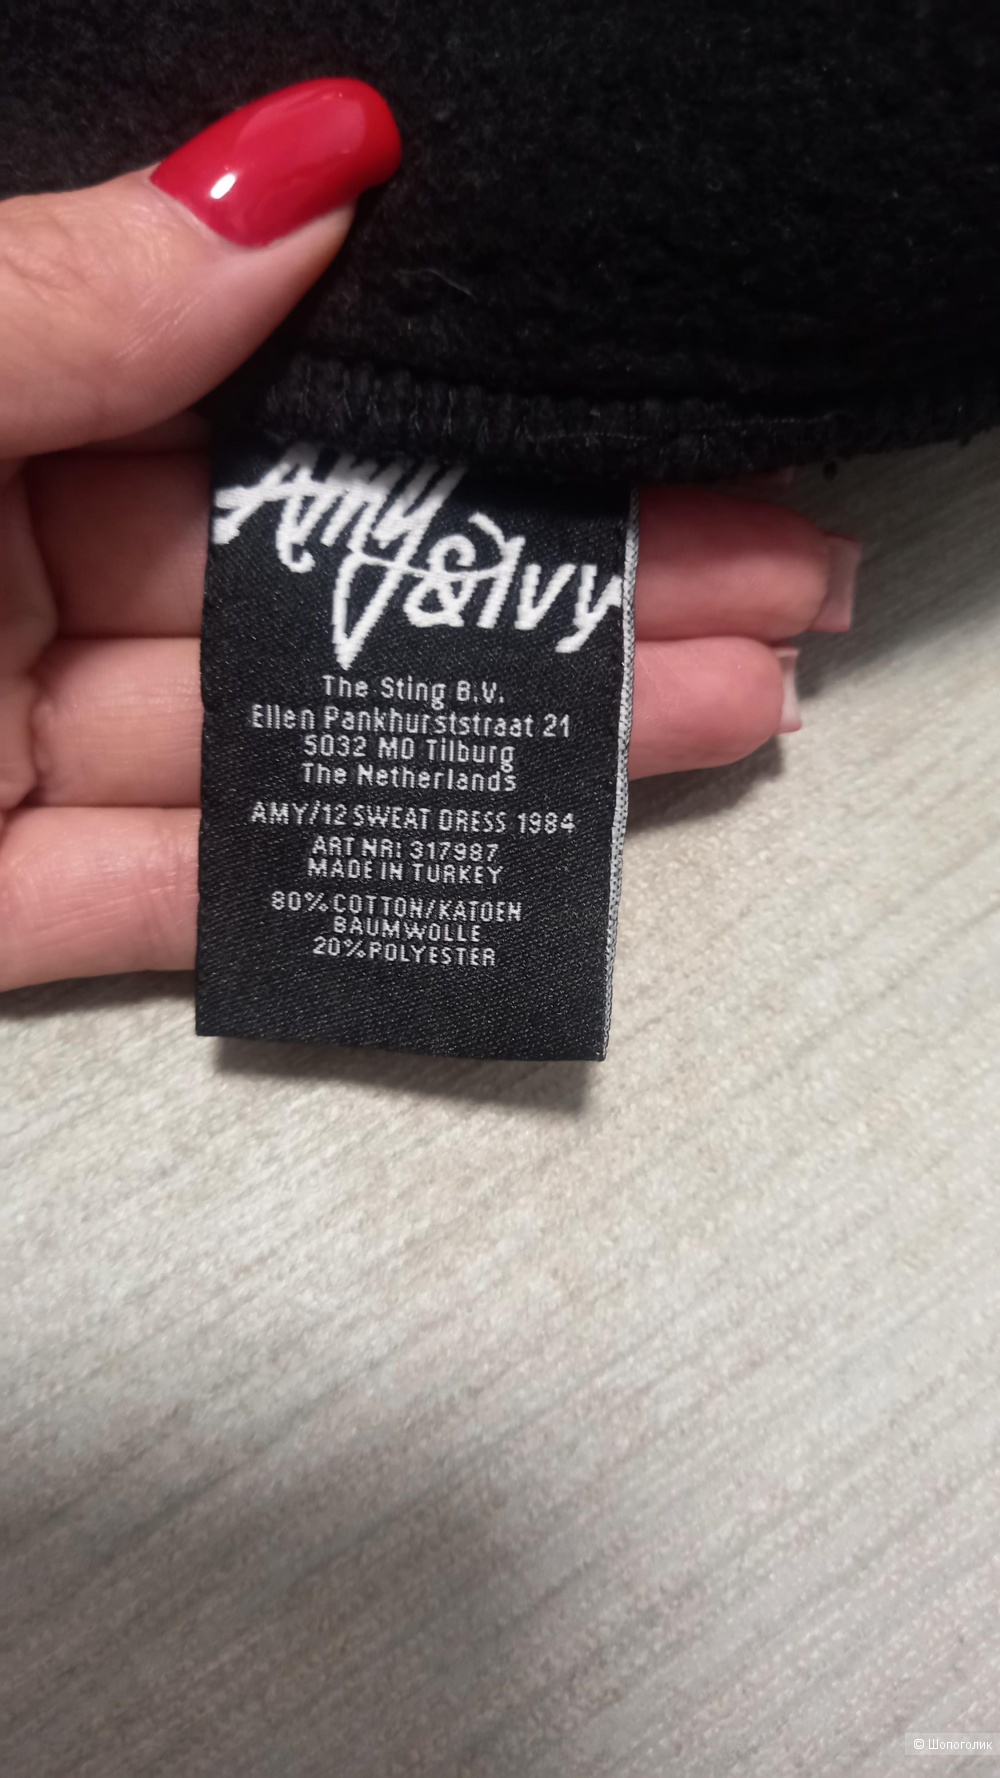 Amy
&Ivy
The Sting B.V.
Ellen Pankhurststraat 21
5032 MD Tilburg
The Netherlands
AMY/12 SWEAT DRESS 1984
ART NR: 317987
MADE IN TURKEY
80% COTTON/KATOEN
BAUMWOLLE
20% POLYESTER
© Шопоголик